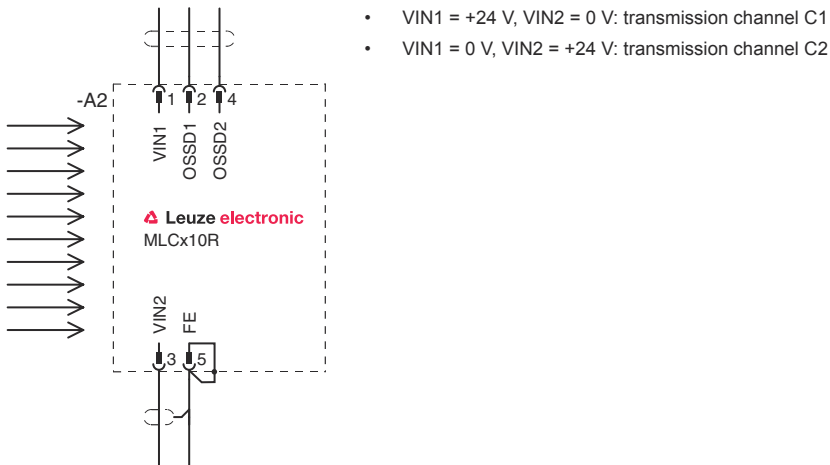 • VIN1 = +24 V, VIN2 = 0 V: transmission channel C1
• VIN1 = 0 V, VIN2 = +24 V: transmission channel C2
-A2
1 2 4
VIN1
OSSD1
OSSD2
Leuze electronic
MLCx10R
VIN2
FE
3 5